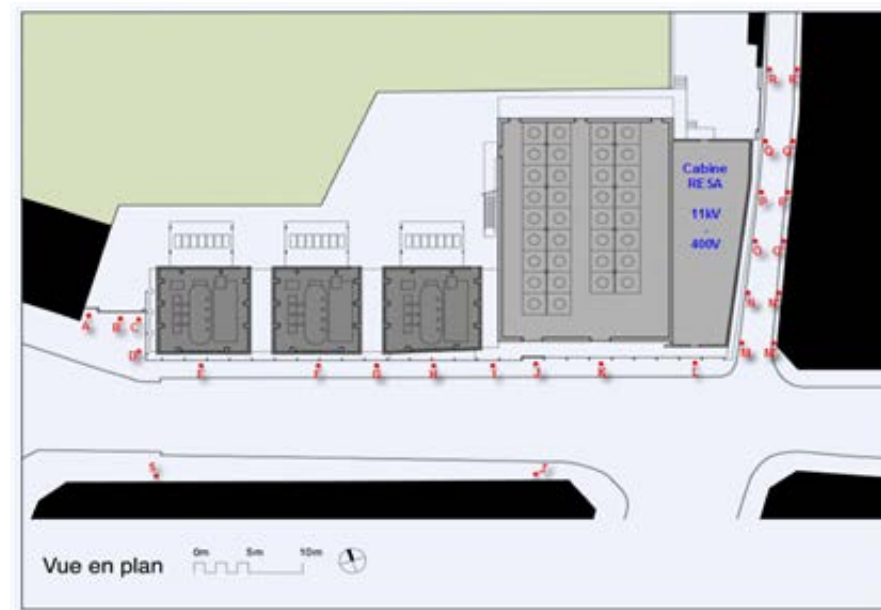 R R
Q Q
Cabine
RESA
11kV
-
400V
P P
O O
N N
A B C
M M
D
E F G H I J K L
S
Vue en plan
0m 5m 10m